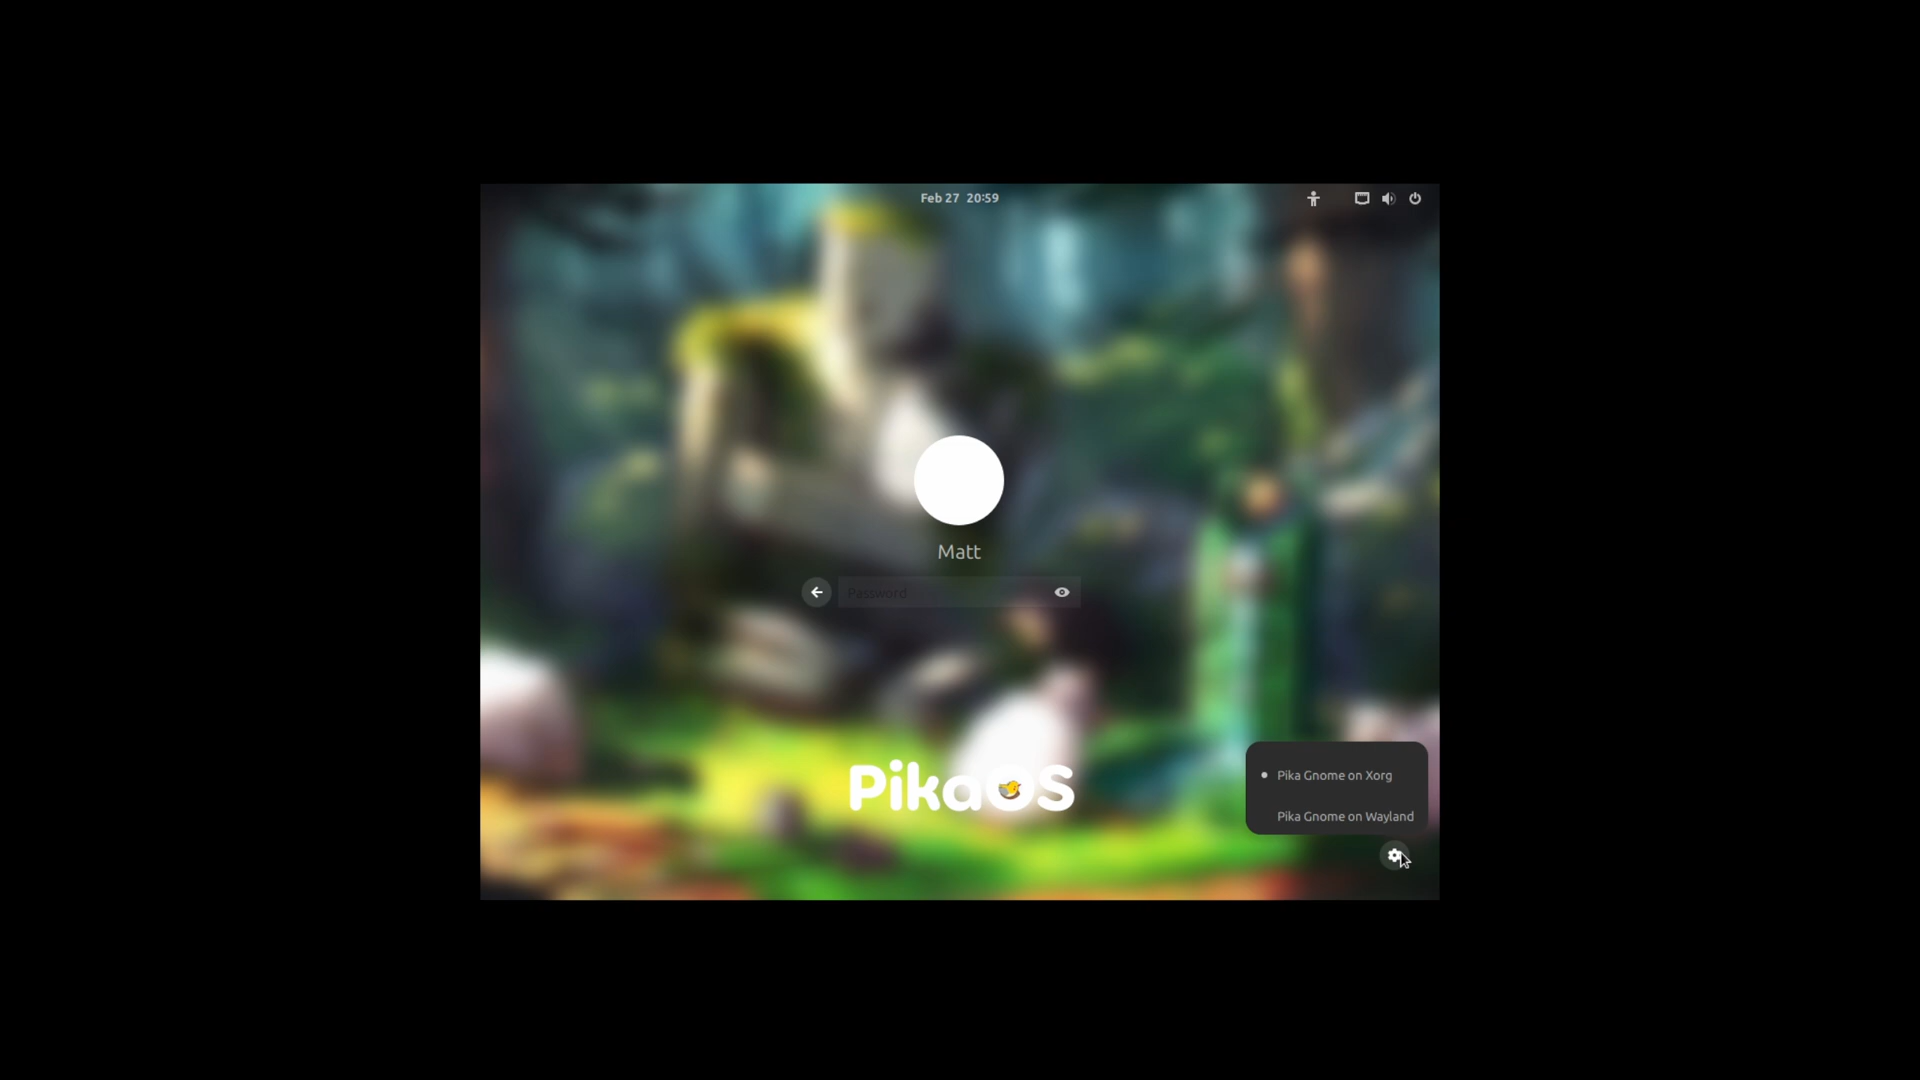 Feb 27 20:59
Matt
Password
PikaOS
Pika Gnome on Xorg
Pika Gnome on Wayland